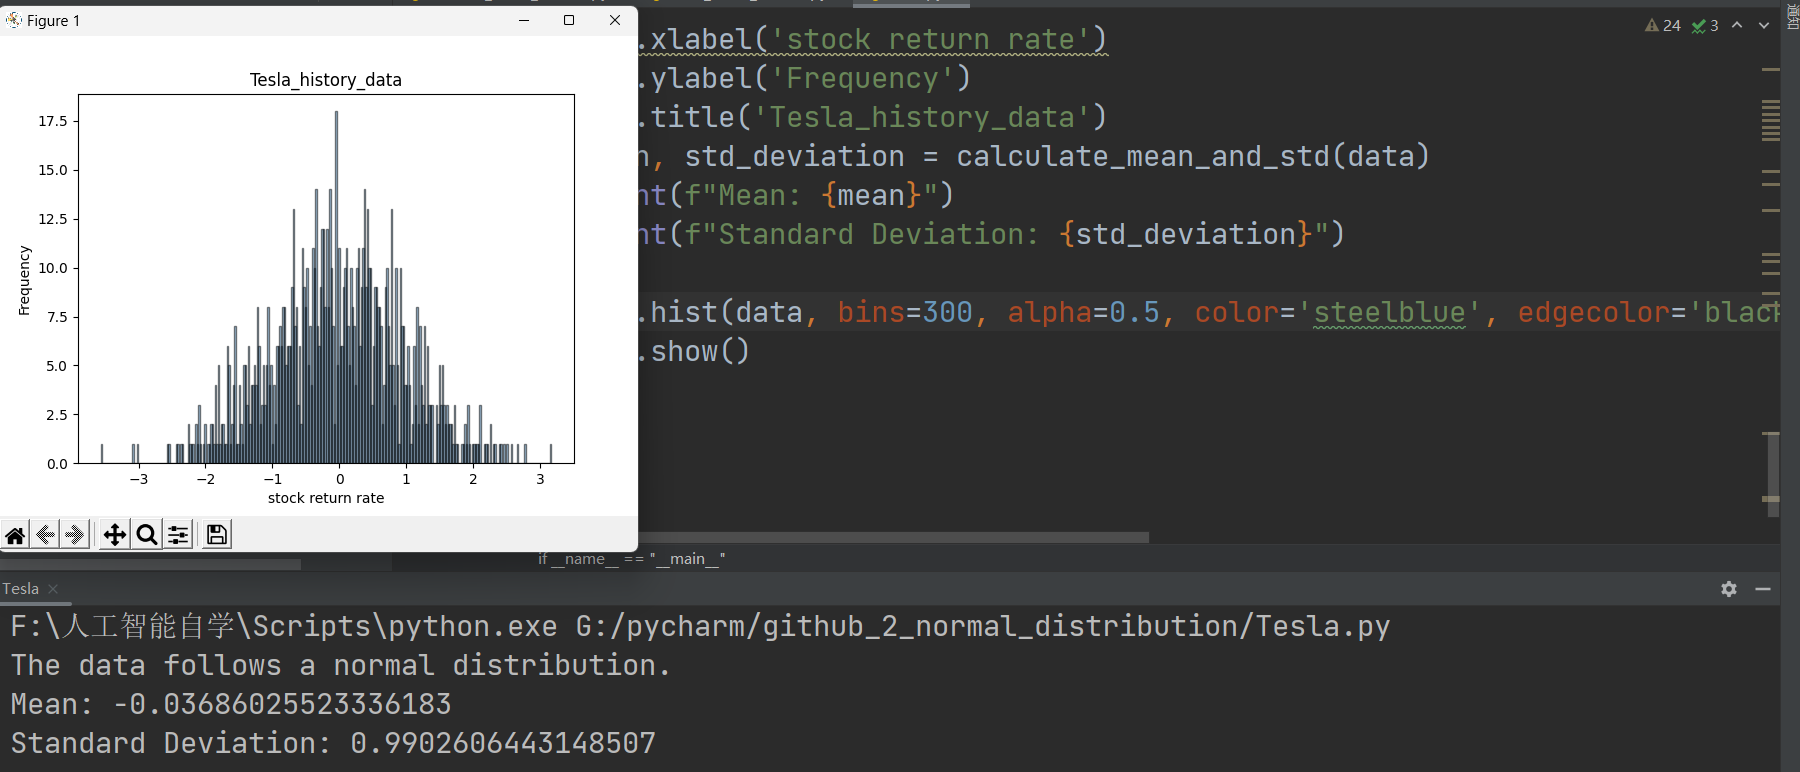 Figure 1
Tesla_history_data
17.5
15.0
12.5
10.0
7.5
5.0
2.5
0.0
Frequency
−3 −2 −1 0 1 2 3
stock return rate
24 3
通知
.xlabel('stock return rate')
.ylabel('Frequency')
.title('Tesla_history_data')
, std_deviation = calculate_mean_and_std(data)
nt(f"Mean: {mean}")
nt(f"Standard Deviation: {std_deviation}")
.hist(data, bins=300, alpha=0.5, color='steelblue', edgecolor='black
.show()
if __name__ == "__main__"
Tesla
F:\人工智能自学\Scripts\python.exe G:/pycharm/github_2_normal_distribution/Tesla.py
The data follows a normal distribution.
Mean: -0.03686025523336183
Standard Deviation: 0.9902606443148507